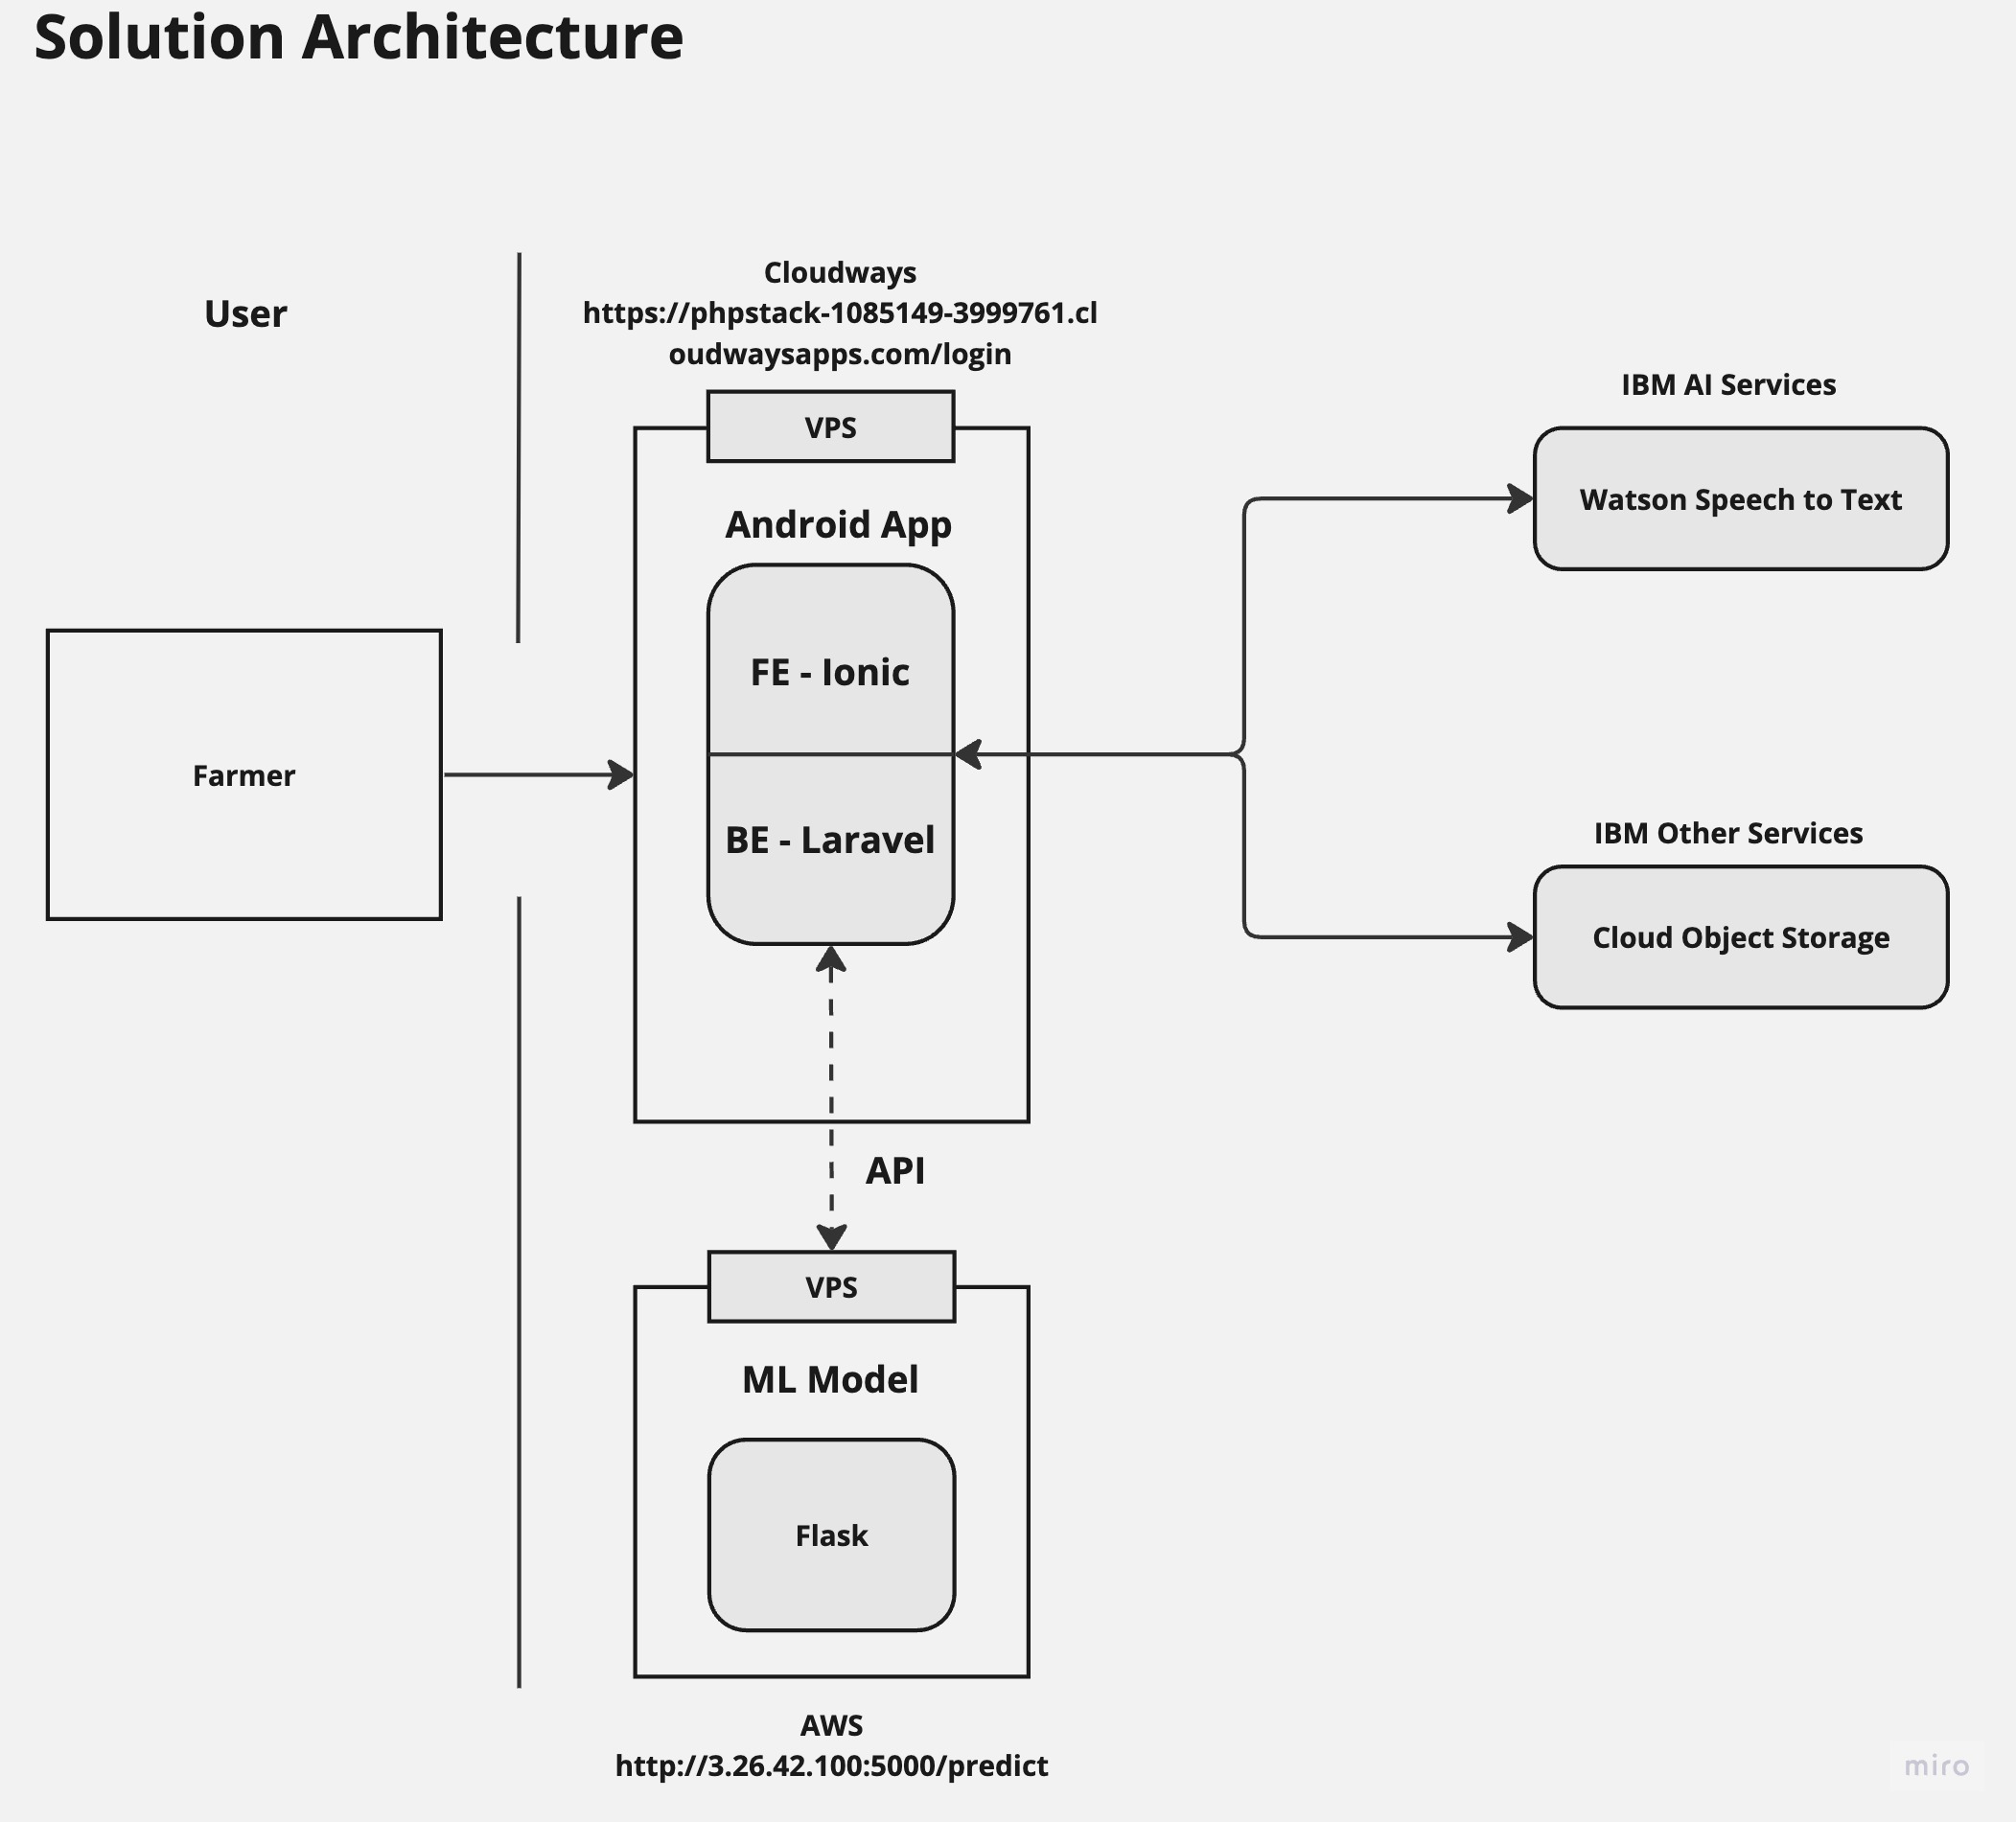 Solution Architecture
User
Cloudways
https://phpstack-1085149-3999761.cl
oudwaysapps.com/login
VPS
Android App
FE - Ionic
BE - Laravel
Farmer
IBM AI Services
Watson Speech to Text
IBM Other Services
Cloud Object Storage
API
VPS
ML Model
Flask
AWS
http://3.26.42.100:5000/predict
miro